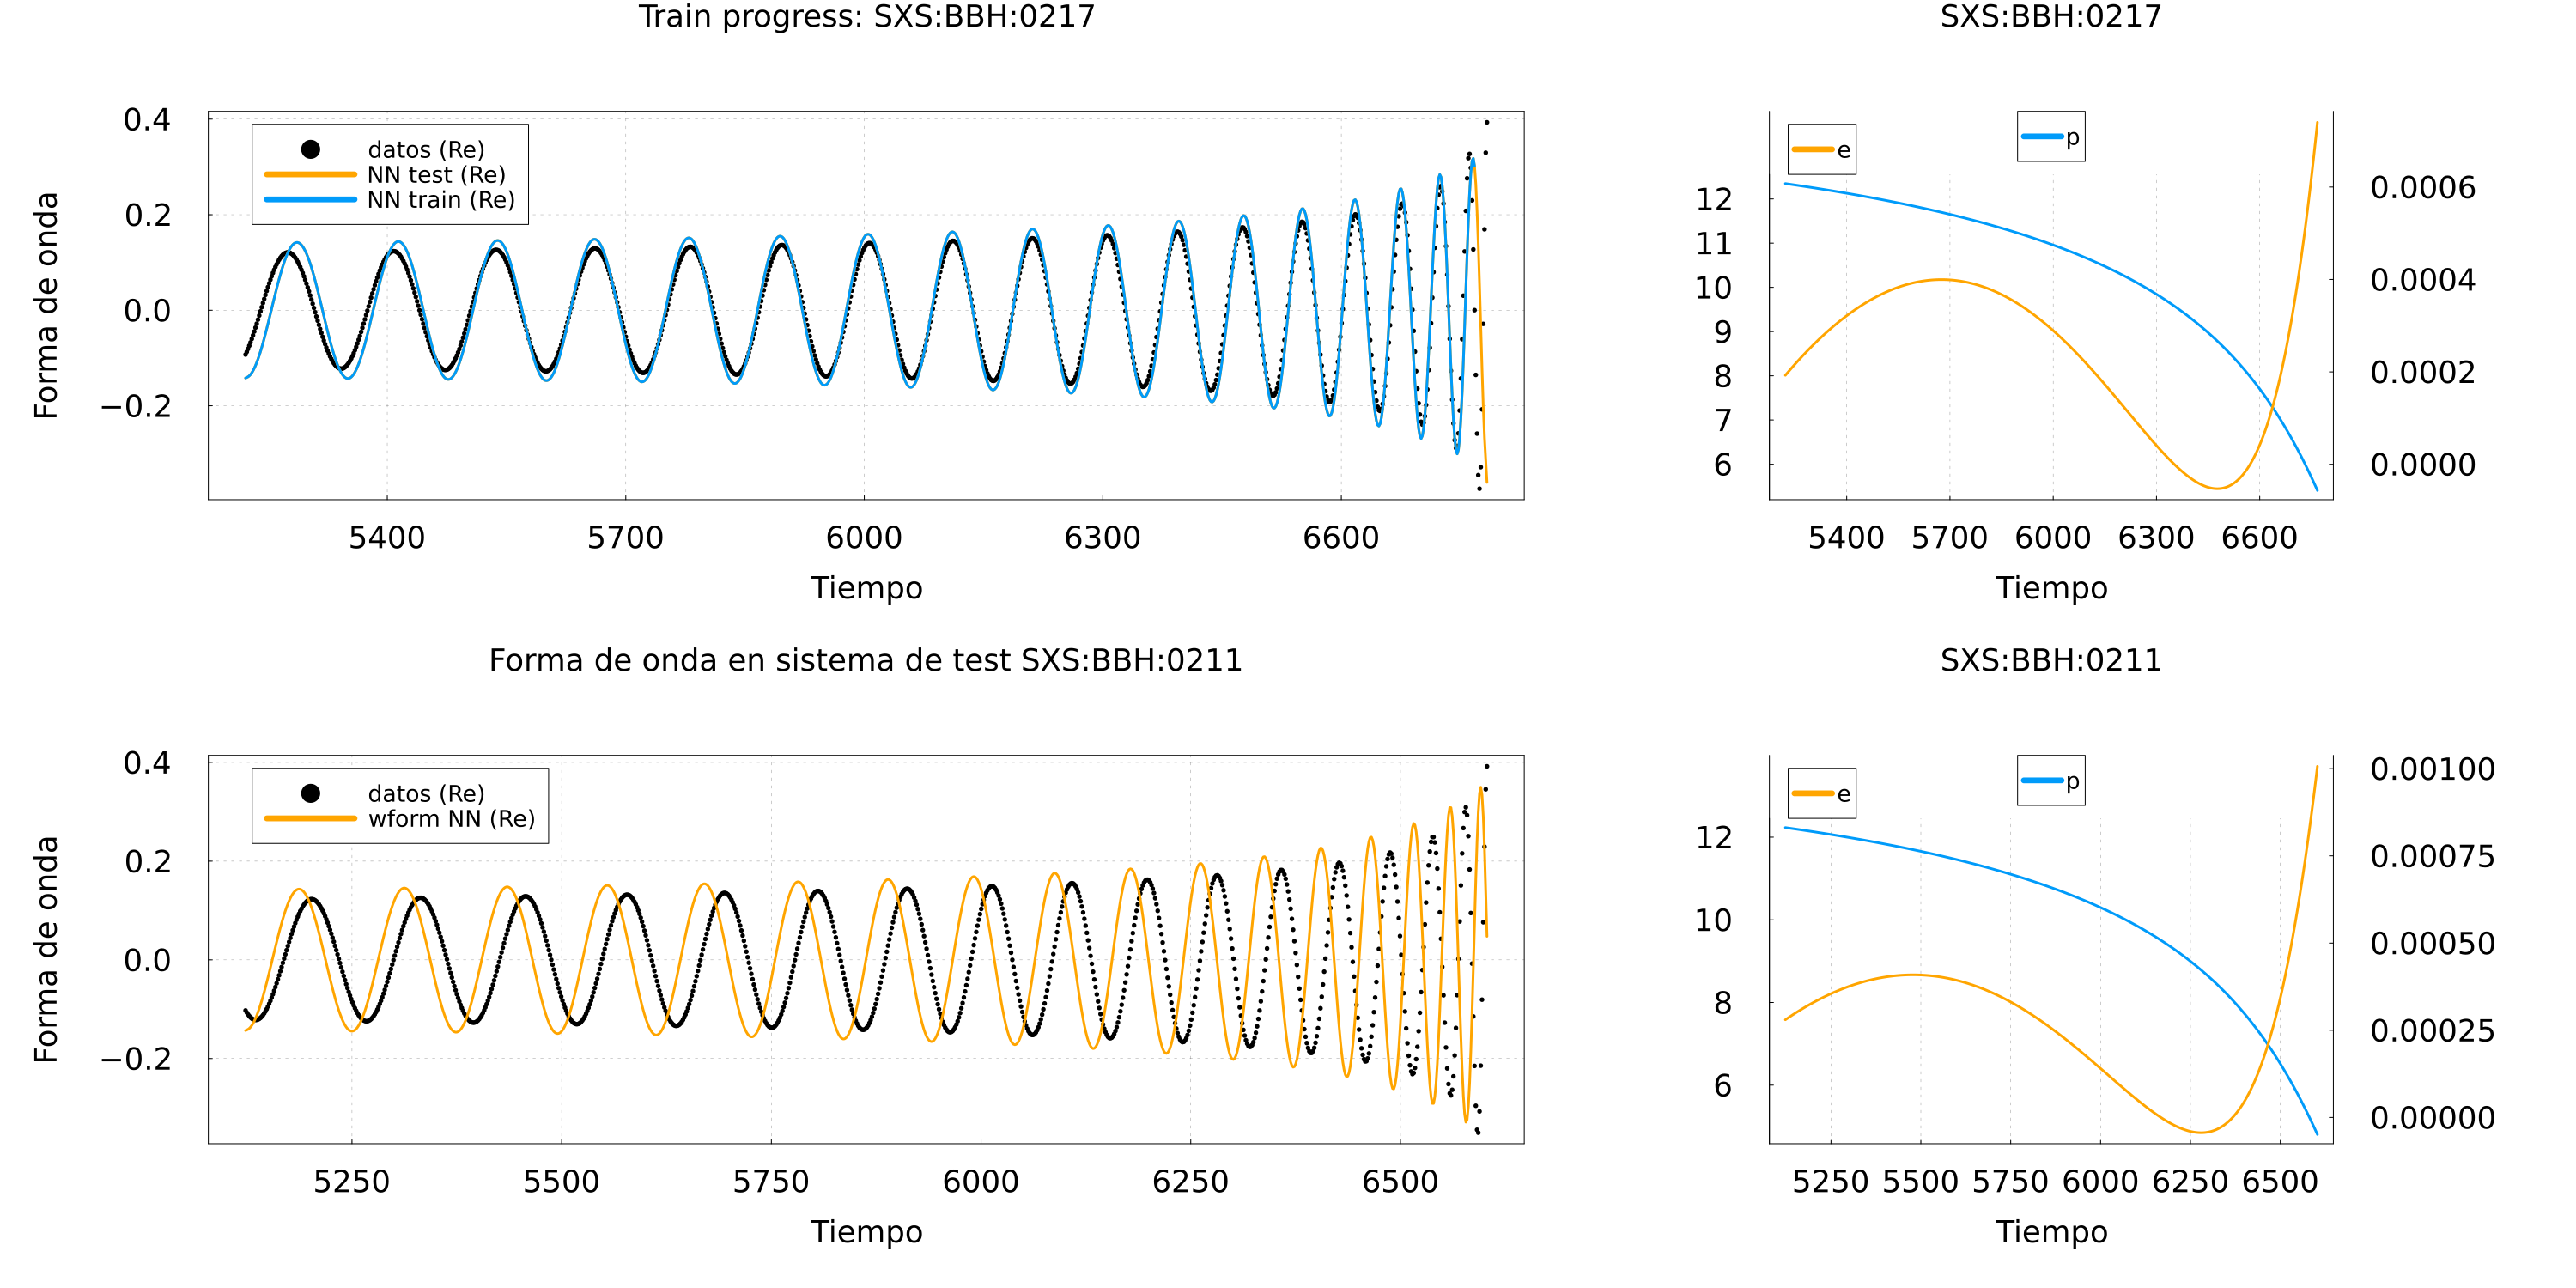 Train progress: SXS:BBH:0217
Forma de onda
0.4
0.2
0.0
−0.2
datos (Re)
NN test (Re)
NN train (Re)
5400 5700 6000 6300 6600
Tiempo
SXS:BBH:0217
e
p
12
11
10
9
8
7
6
0.0006
0.0004
0.0002
0.0000
5400 5700 6000 6300 6600
Tiempo
Forma de onda en sistema de test SXS:BBH:0211
Forma de onda
0.4
0.2
0.0
−0.2
datos (Re)
wform NN (Re)
5250 5500 5750 6000 6250 6500
Tiempo
SXS:BBH:0211
e
p
12
10
8
6
0.00100
0.00075
0.00050
0.00025
0.00000
5250 5500 5750 6000 6250 6500
Tiempo